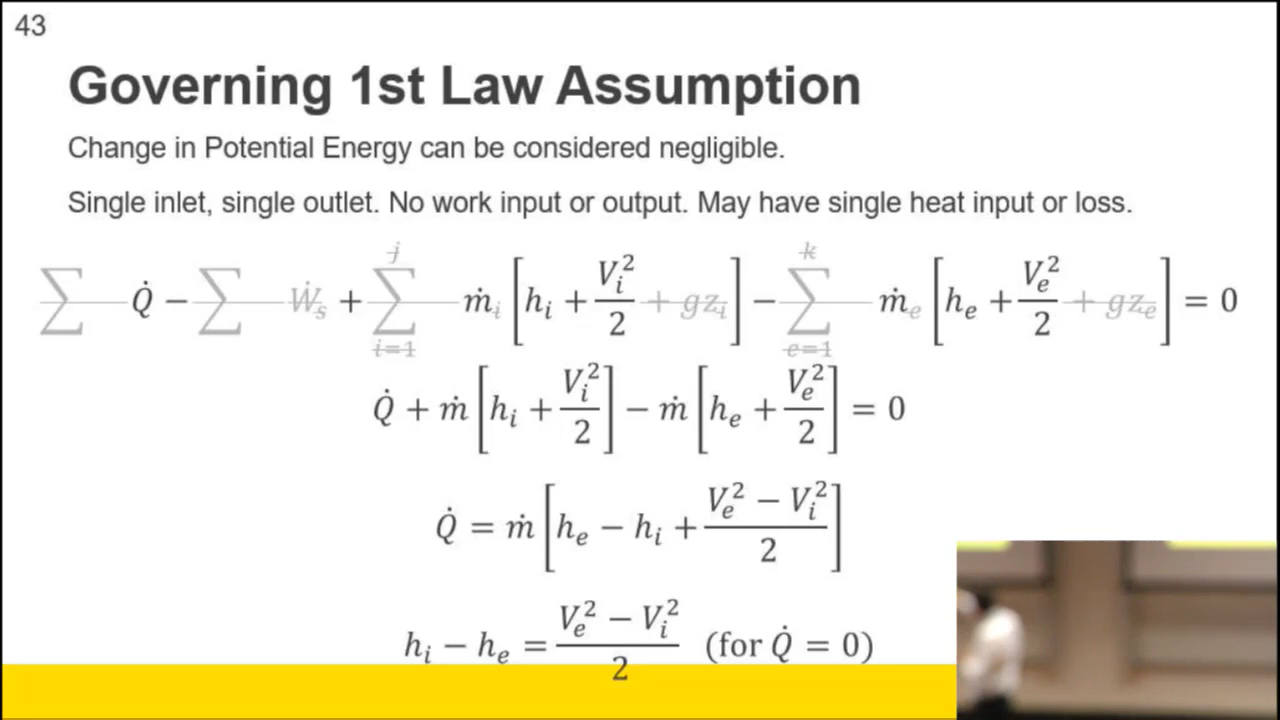 43
Governing 1st Law Assumption
Change in Potential Energy can be considered negligible.
Single inlet, single outlet. No work input or output. May have single heat input or loss.
∑ Q̇ − ∑ Ẇₛ + ∑_{i=1}^{j} ṁᵢ [hᵢ + Vᵢ²/2 + gzᵢ] − ∑_{e=1}^{k} ṁₑ [hₑ + Vₑ²/2 + gzₑ] = 0
Q̇ + ṁ [hᵢ + Vᵢ²/2] − ṁ [hₑ + Vₑ²/2] = 0
Q̇ = ṁ [hₑ − hᵢ + (Vₑ² − Vᵢ²)/2]
hᵢ − hₑ = (Vₑ² − Vᵢ²)/2 (for Q̇ = 0)